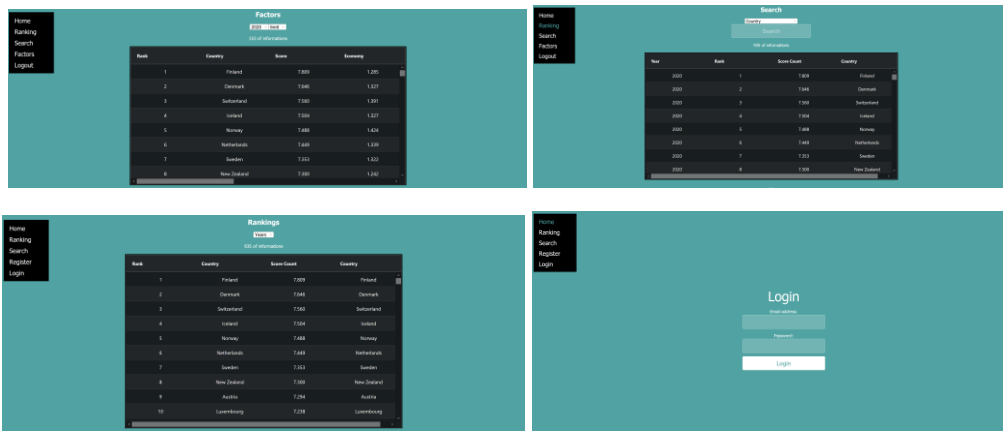 Home
Ranking
Search
Factors
Logout
Factors
2020
153 of informations
Rank Country Score Economy
1 Finland 7.809 1.285
2 Denmark 7.646 1.327
3 Switzerland 7.560 1.391
4 Iceland 7.504 1.327
5 Norway 7.488 1.424
6 Netherlands 7.449 1.339
7 Sweden 7.353 1.322
8 New Zealand 7.300 1.242
Home
Ranking
Search
Factors
Logout
Search
Country
Search
of informations
Year Rank Score Count Country
2020 1 7.809 Finland
2020 2 7.646 Denmark
2020 3 7.560 Switzerland
2020 4 7.504 Iceland
2020 5 7.488 Norway
2020 6 7.449 Netherlands
2020 7 7.353 Sweden
2020 8 7.300 New Zealand
Home
Ranking
Search
Register
Login
Rankings
Years
of informations
Rank Country Score Count Country
1 Finland 7.809 Finland
2 Denmark 7.646 Denmark
3 Switzerland 7.560 Switzerland
4 Iceland 7.504 Iceland
5 Norway 7.488 Norway
6 Netherlands 7.449 Netherlands
7 Sweden 7.353 Sweden
8 New Zealand 7.300 New Zealand
9 Austria 7.294 Austria
10 Luxembourg 7.238 Luxembourg
Home
Ranking
Search
Register
Login
Login
Email address
Password
Login